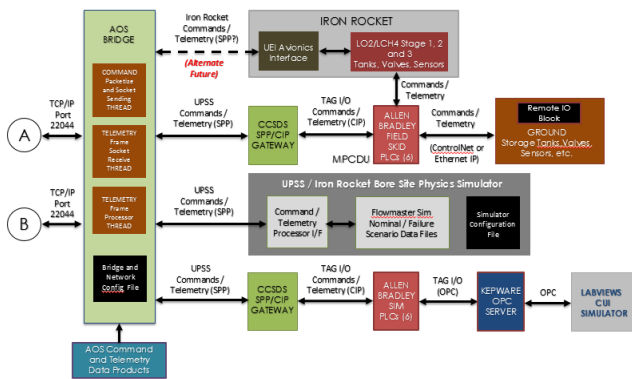 AOS
BRIDGE
COMMAND
Packetize
and Socket
Sending
THREAD
TELEMETRY
Frame
Socket
Receive
THREAD
TELEMETRY
Frame
Processor
THREAD
Bridge and
Network
Config File
AOS Command
and Telemetry
Data Products
TCP/IP
Port
22044
A
TCP/IP
Port
22044
B
Iron Rocket
Commands /
Telemetry (SPP?)
(Alternate
Future)
IRON ROCKET
UEI Avionics
Interface
LO2/LCH4 Stage 1, 2
and 3
Tanks, Valves, Sensors
Commands /
Telemetry
UPSS
Commands /
Telemetry (SPP)
CCSDS
SPP/CIP
GATEWAY
TAG I/O
Commands /
Telemetry (CIP)
MPCDU
ALLEN
BRADLEY
FIELD
SKID
PLCs (6)
Commands /
Telemetry
(ControlNet or
Ethernet IP)
Remote IO
Blook
GROUND
Storage Tanks,Valves,
Sensors, etc.
UPSS
Commands /
Telemetry (SPP)
UPSS / Iron Rocket Bore Site Physics Simulator
Command /
Telemetry
Processor I/F
Flowmaster Sim
Nominal / Failure
Scenario Data Files
Simulator
Configuration
File
UPSS
Commands /
Telemetry (SPP)
CCSDS
SPP/CIP
GATEWAY
TAG I/O
Commands /
Telemetry (CIP)
ALLEN
BRADLEY
SIM
PLCs (6)
TAG I/O
(OPC)
KEPWARE
OPC
SERVER
OPC
LABVIEWS
CUI
SIMULATOR